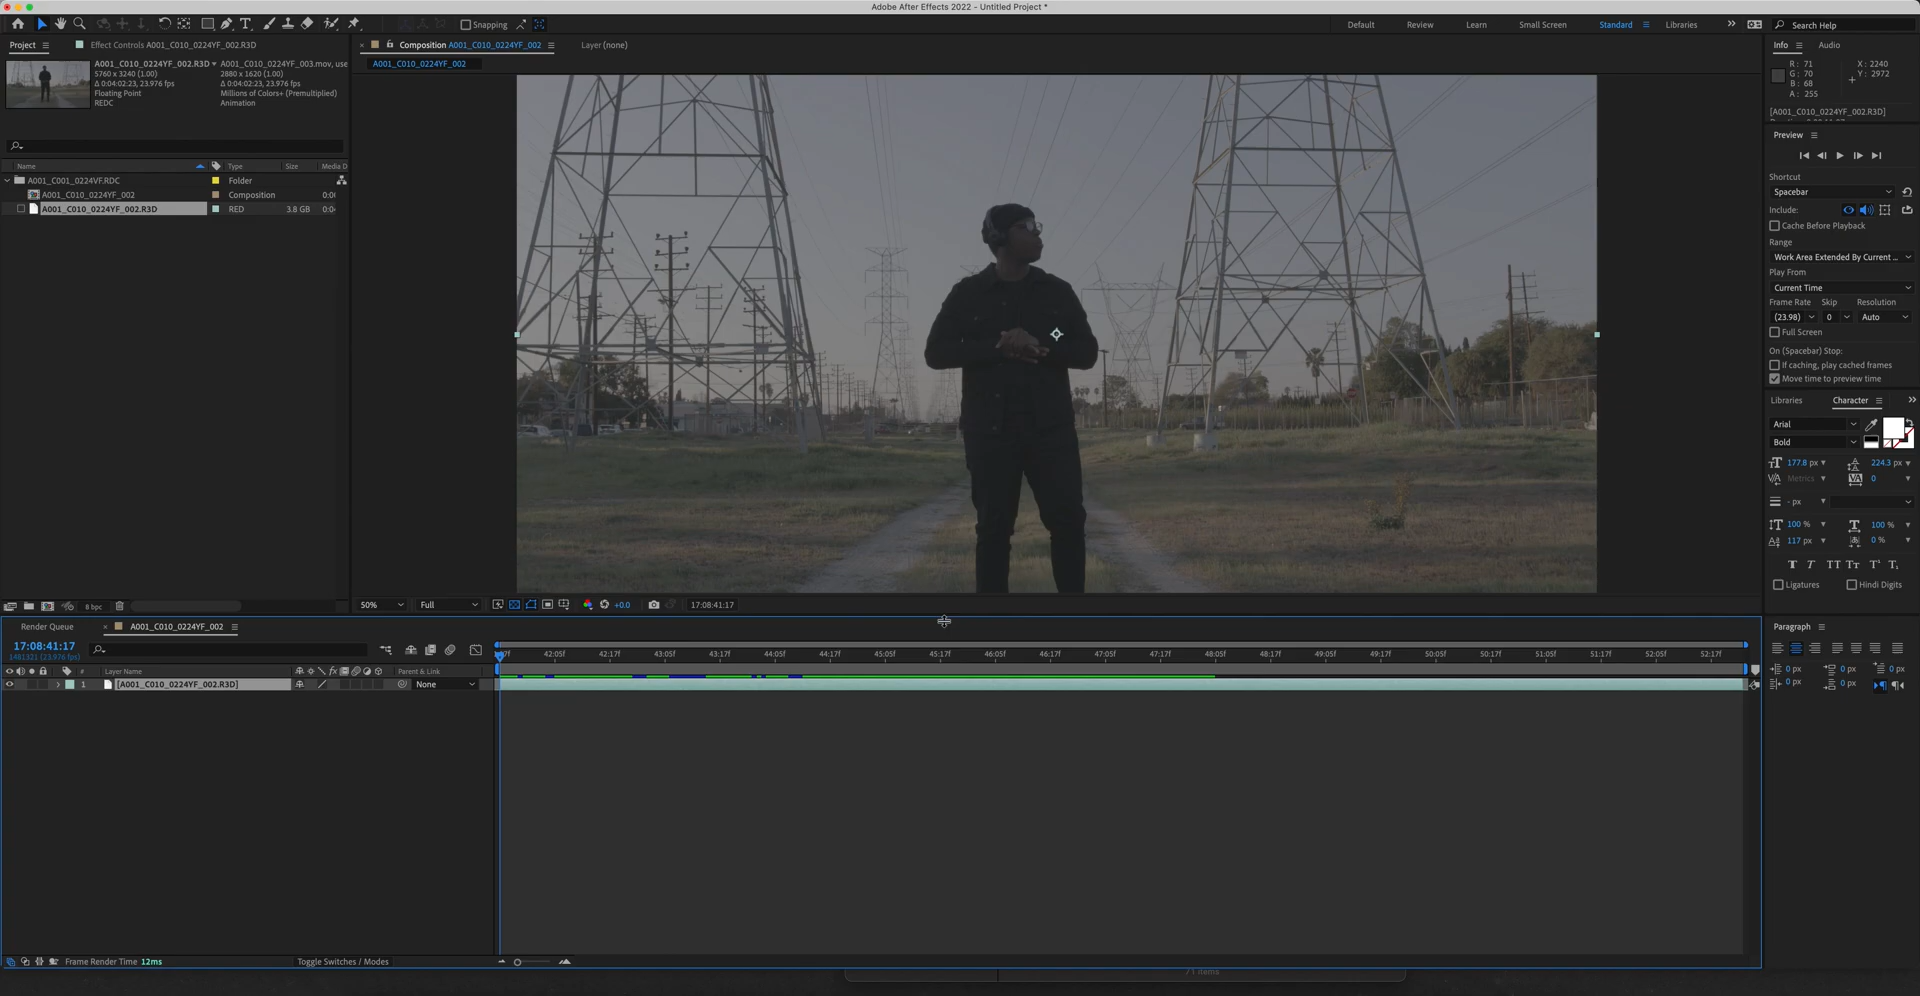 Adobe After Effects 2022 - Untitled Project *
Snapping
Default
Review
Learn
Small Screen
Standard
Libraries
Search Help
Project
Effect Controls A001_C010_0224YF_002.R3D
Composition A001_C010_0224YF_002
Layer (none)
A001_C010_0224YF_002
A001_C010_0224YF_002.R3D
5760 x 3240 (1.00)
Δ 0:04:02:23, 23.976 fps
Floating Point
REDC
A001_C010_0224YF_003.mov, use
2880 x 1620 (1.00)
Δ 0:04:02:23, 23.976 fps
Millions of Colors+ (Premultiplied)
Animation
Name
Type
Size
Media D
A001_C001_0224VF.RDC
Folder
A001_C010_0224YF_002
Composition
0:00
A001_C010_0224YF_002.R3D
RED
3.8 GB
0:04
8 bpc
50%
Full
+0.0
17:08:41:17
Info
Audio
R : 71
G : 70
B : 68
A : 255
X : 2240
Y : 2972
[A001_C010_0224YF_002.R3D]
Preview
Shortcut
Spacebar
Include:
Cache Before Playback
Range
Work Area Extended By Current ...
Play From
Current Time
Frame Rate
Skip
Resolution
(23.98)
0
Auto
Full Screen
On (Spacebar) Stop:
If caching, play cached frames
Move time to preview time
Libraries
Character
Arial
Bold
177.8 px
224.3 px
Metrics
0
- px
100 %
100 %
117 px
0 %
Ligatures
Hindi Digits
Paragraph
0 px
0 px
0 px
0 px
0 px
Render Queue
A001_C010_0224YF_002
17:08:41:17
1481321 (23.976 fps)
42:05f
42:17f
43:05f
43:17f
44:05f
44:17f
45:05f
45:17f
46:05f
46:17f
47:05f
47:17f
48:05f
48:17f
49:05f
49:17f
50:05f
50:17f
51:05f
51:17f
52:05f
52:17f
#
Layer Name
Parent & Link
1
[A001_C010_0224YF_002.R3D]
None
Frame Render Time 12ms
Toggle Switches / Modes
71 items